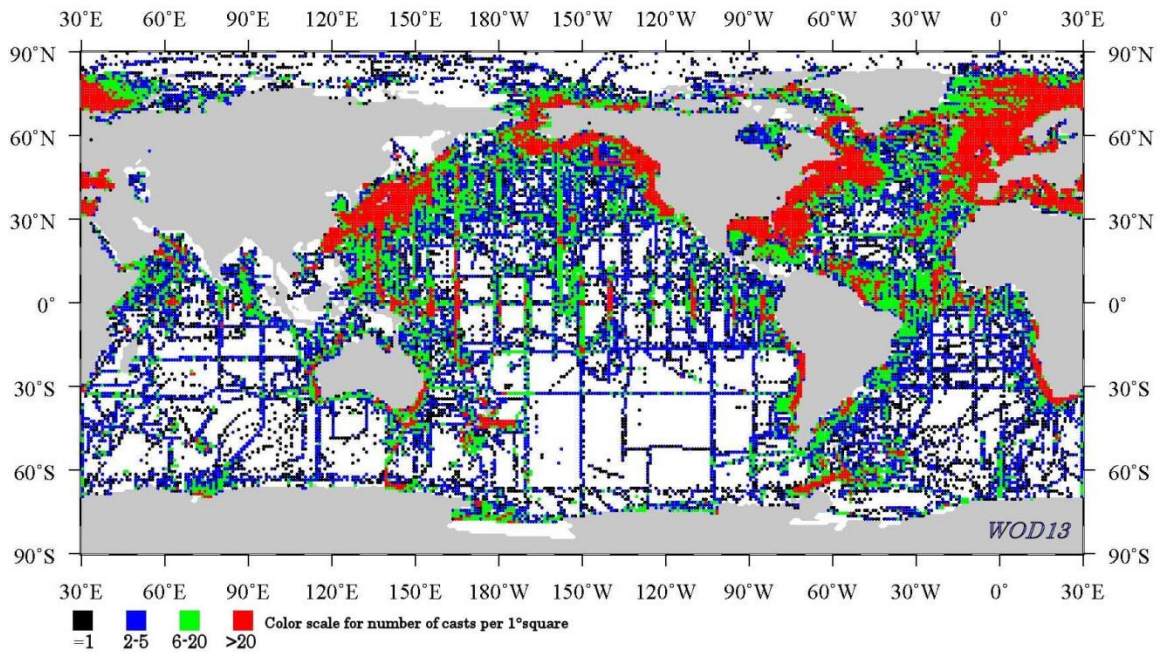 30˚E 60˚E 90˚E 120˚E 150˚E 180˚W 150˚W 120˚W 90˚W 60˚W 30˚W 0˚ 30˚E
90˚N 90˚N
60˚N 60˚N
30˚N 30˚N
0˚ 0˚
30˚S 30˚S
60˚S 60˚S
WOD13
90˚S 90˚S
30˚E 60˚E 90˚E 120˚E 150˚E 180˚W 150˚W 120˚W 90˚W 60˚W 30˚W 0˚ 30˚E
Color scale for number of casts per 1°square
=1 2-5 6-20 >20